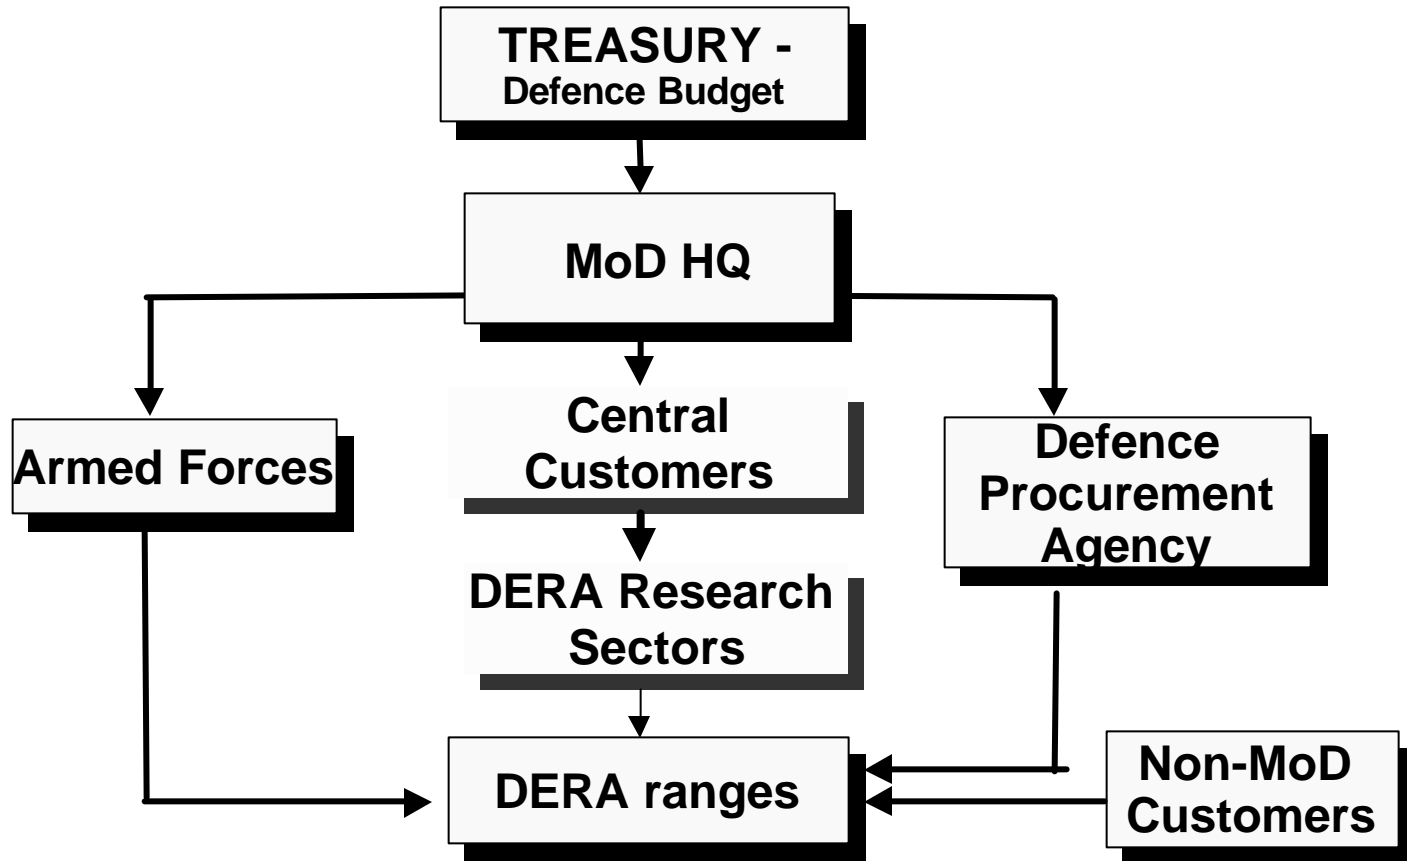 TREASURY -
Defence Budget
MoD HQ
Armed Forces
Central
Customers
Defence
Procurement
Agency
DERA Research
Sectors
DERA ranges
Non-MoD
Customers